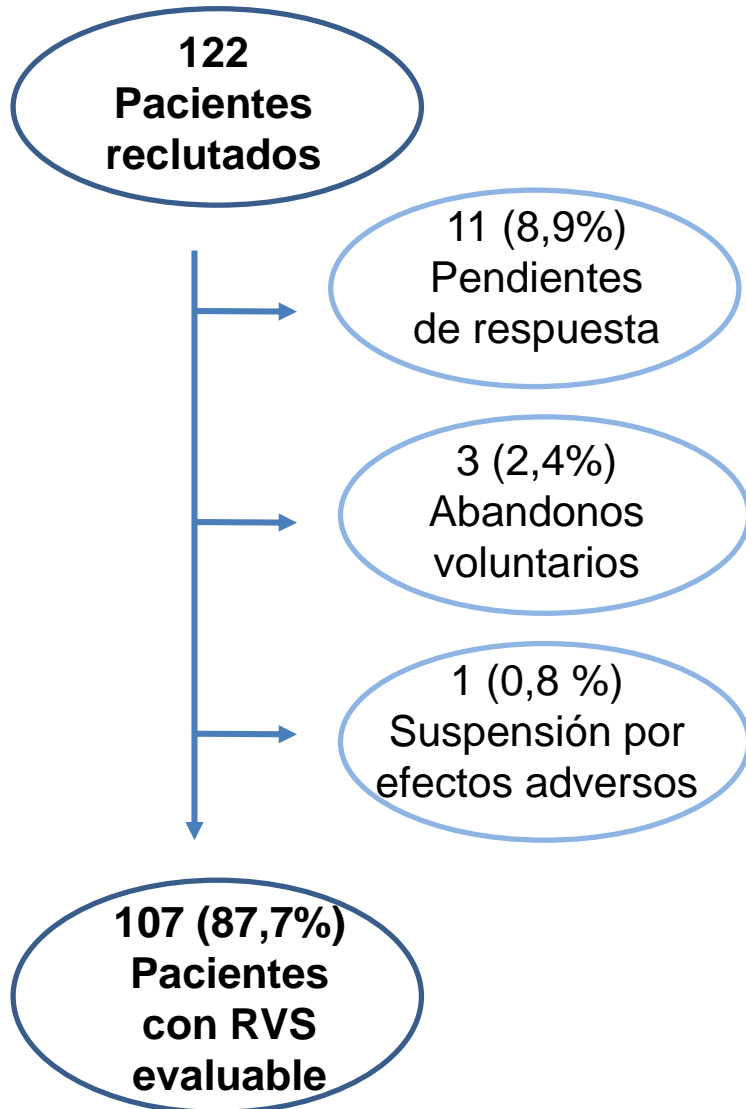 122
Pacientes
reclutados
11 (8,9%)
Pendientes
de respuesta
3 (2,4%)
Abandonos
voluntarios
1 (0,8 %)
Suspensión por
efectos adversos
107 (87,7%)
Pacientes
con RVS
evaluable